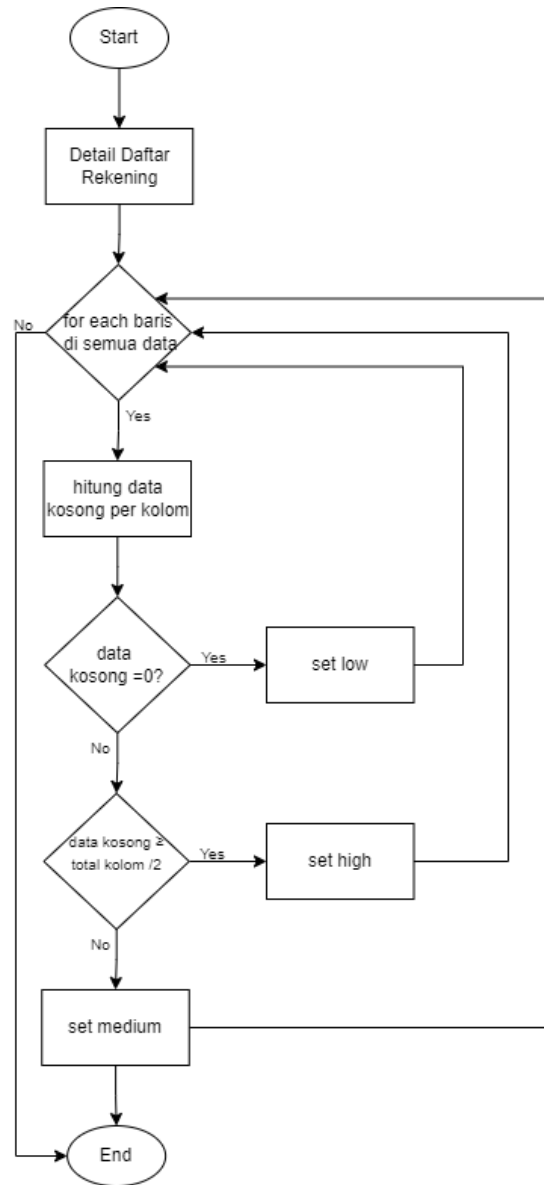 Start
Detail Daftar
Rekening
for each baris
di semua data
No
Yes
hitung data
kosong per kolom
data
kosong =0?
Yes
set low
No
data kosong ≥
total kolom /2
Yes
set high
No
set medium
End